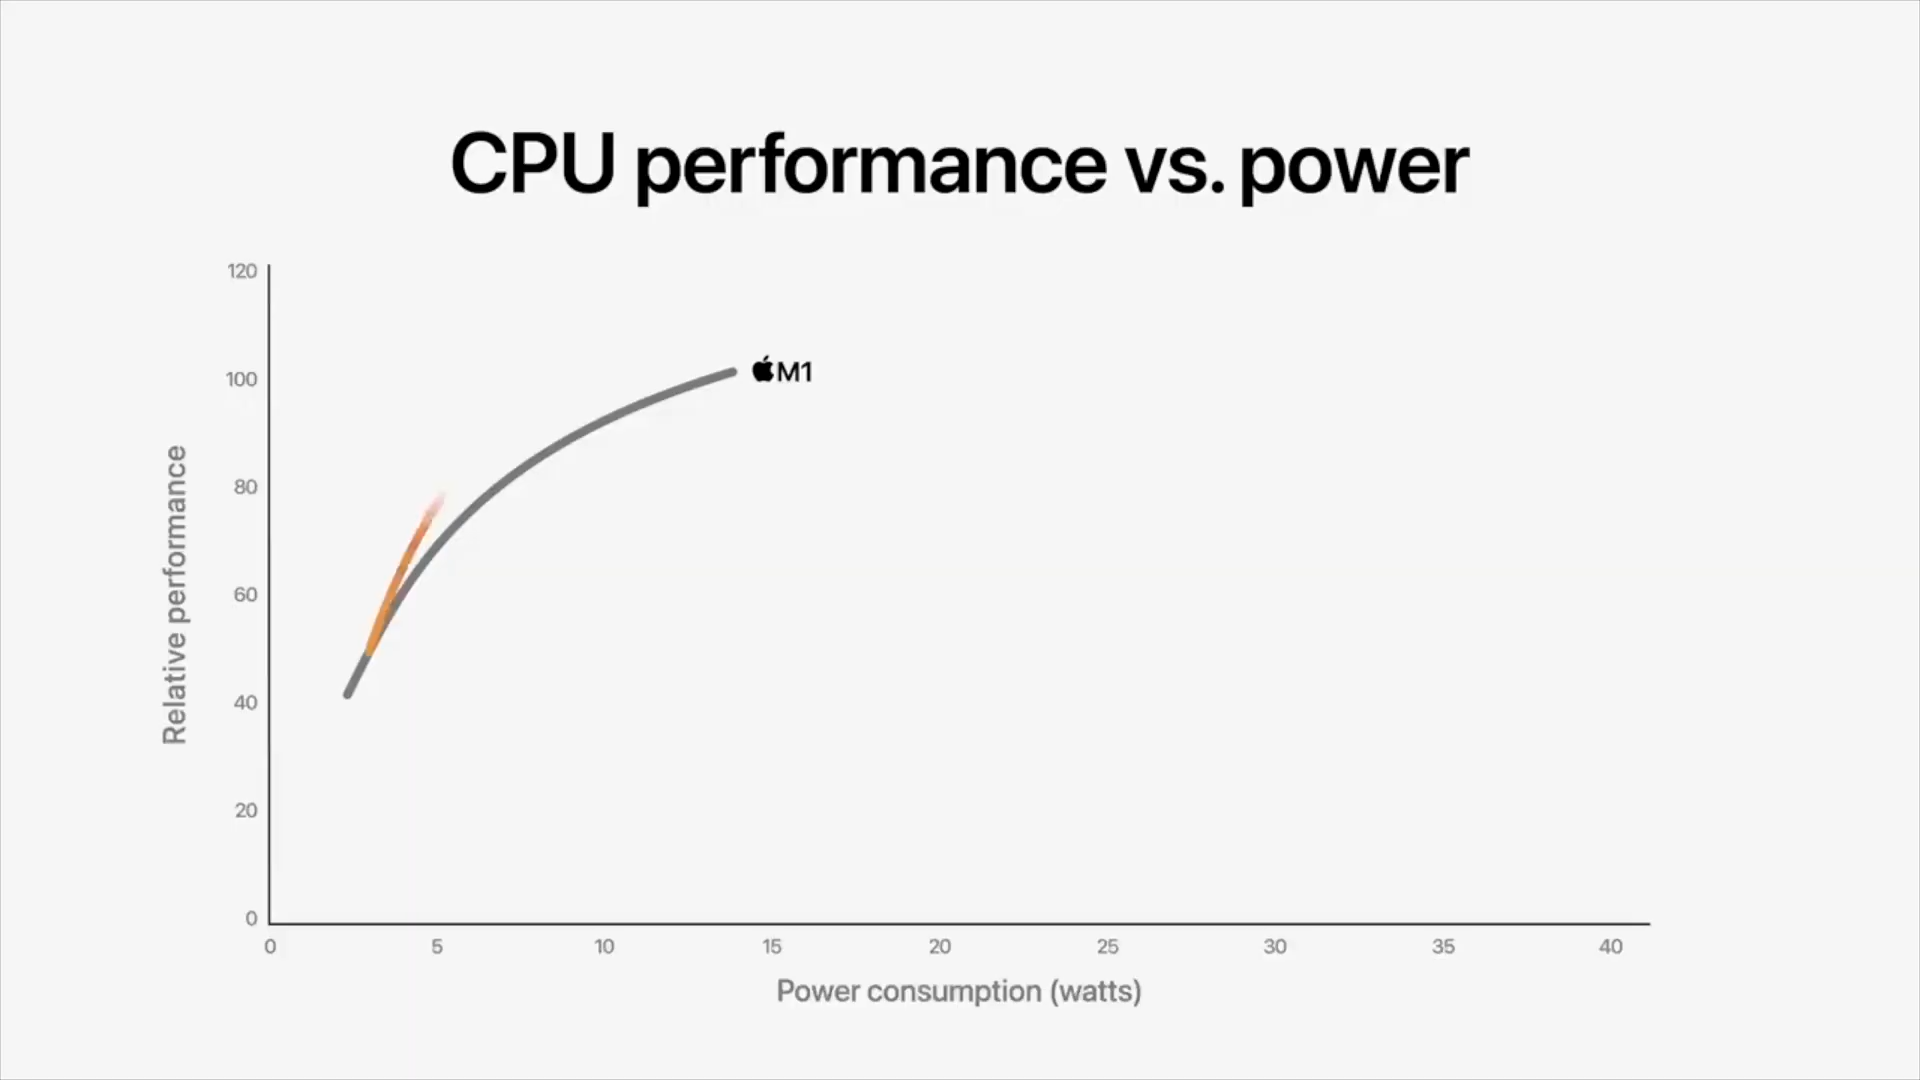 CPU performance vs. power
120
100
80
60
40
20
0
Relative performance
M1
0 5 10 15 20 25 30 35 40
Power consumption (watts)